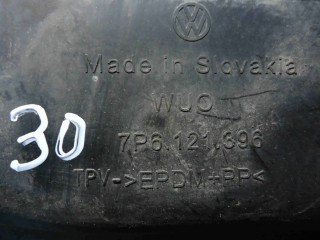 Made in Slovakia
WUO
30
7P6.121.396
TPV->EPDM+PP<